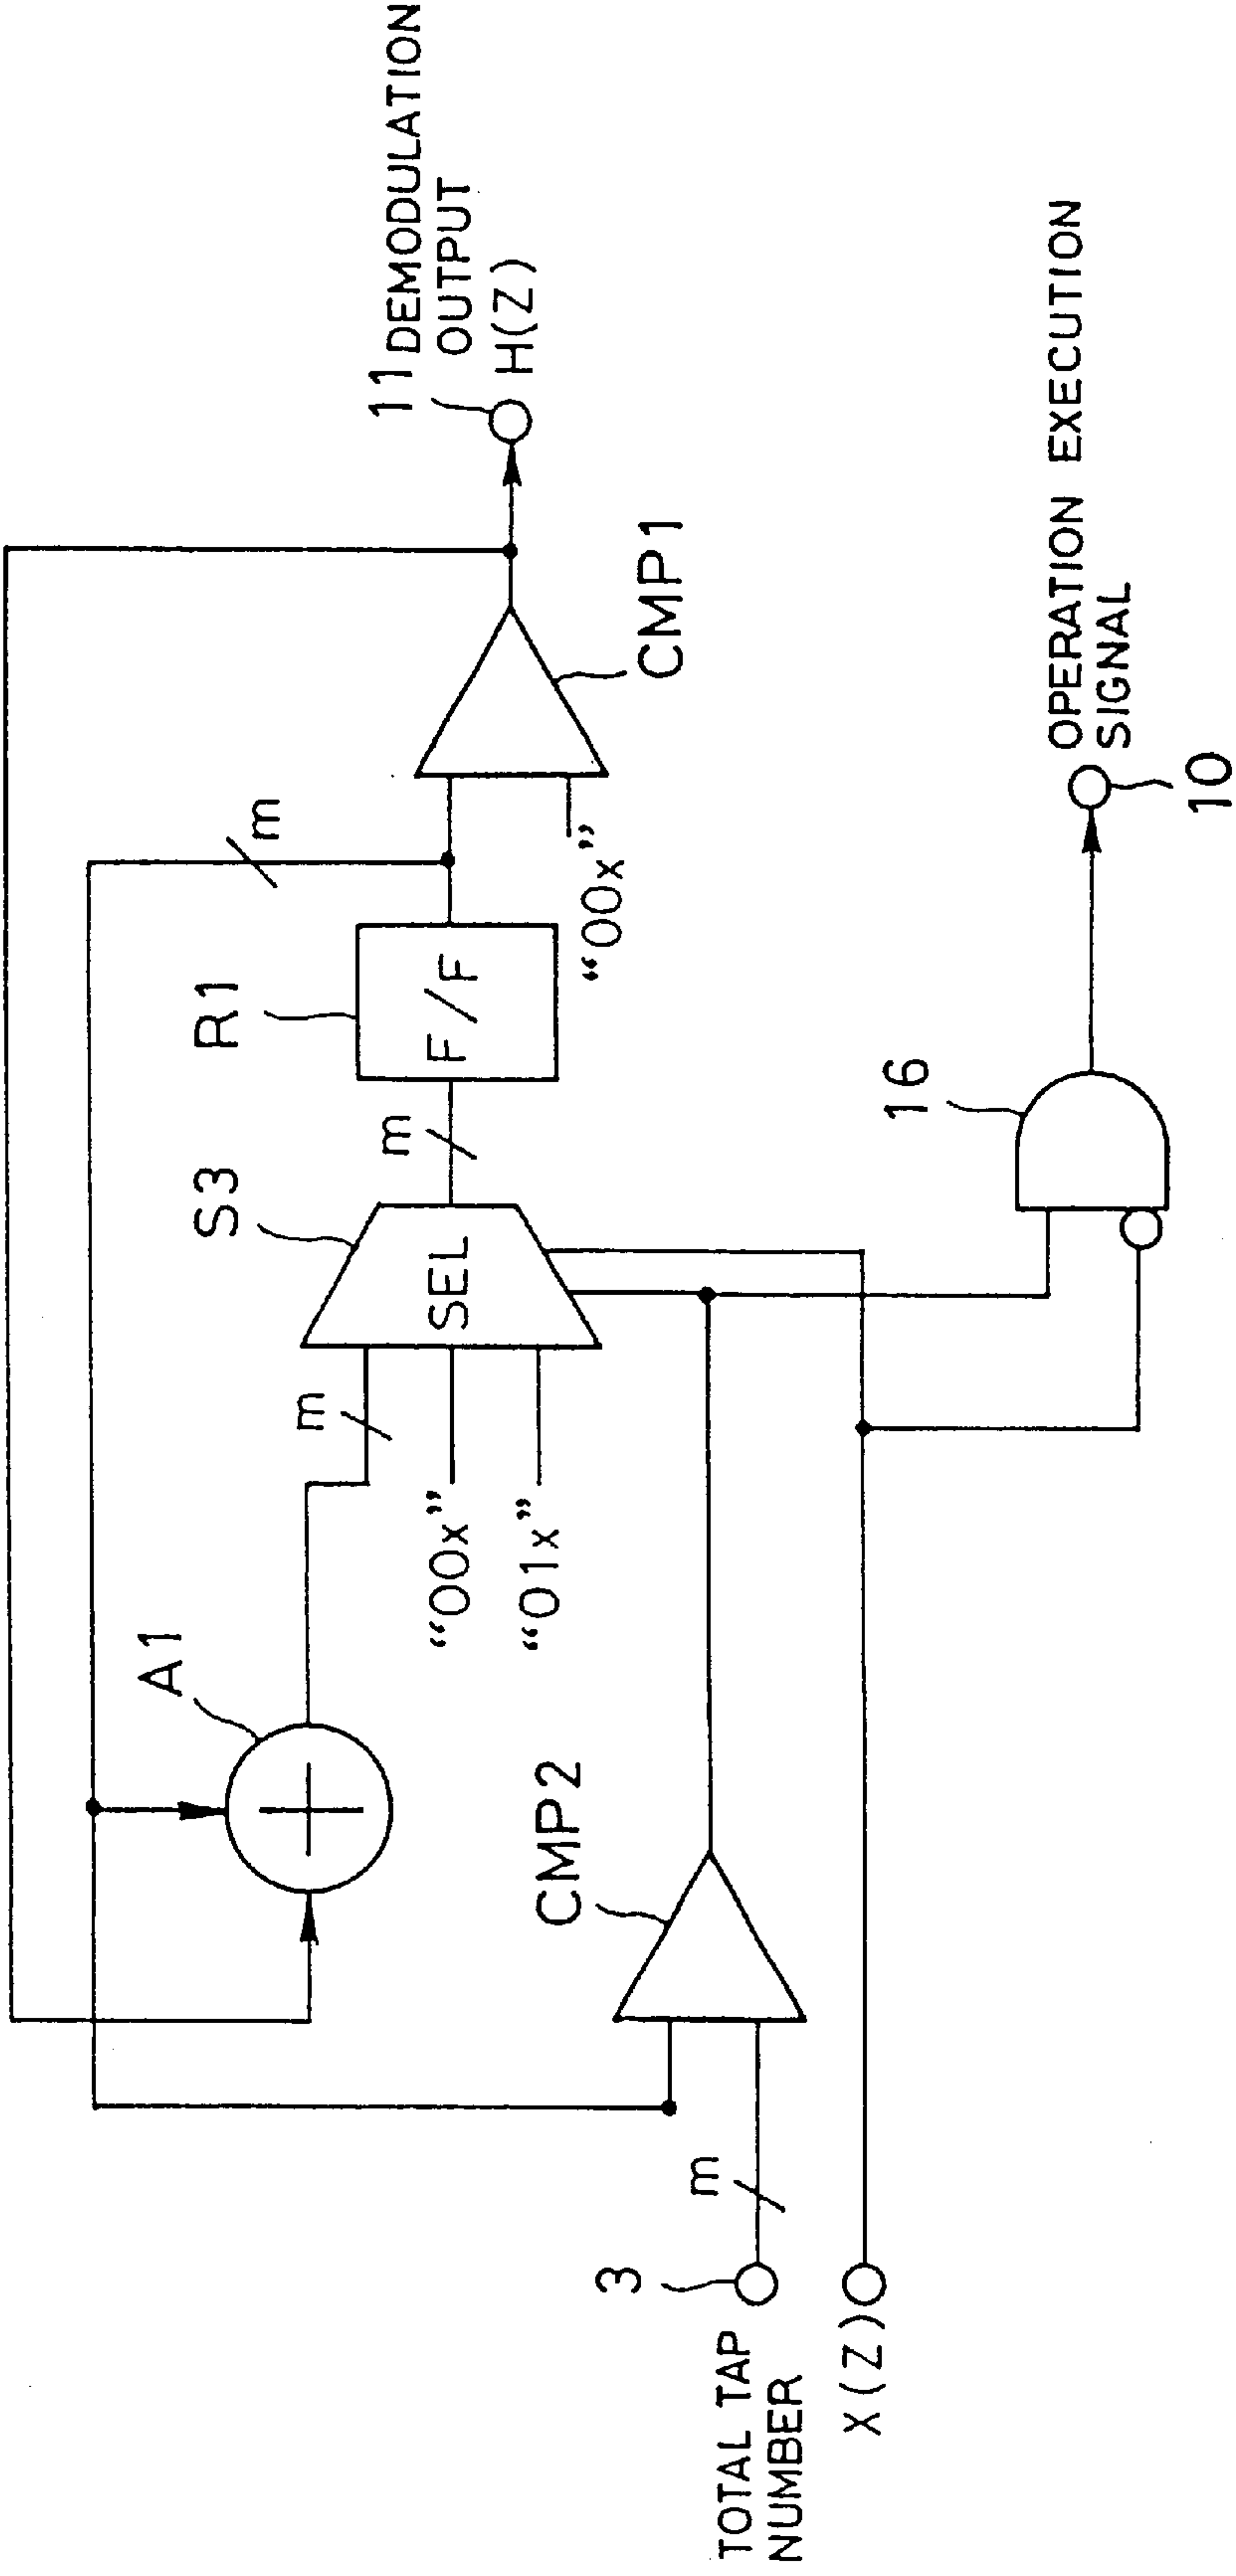 11 DEMODULATION
OUTPUT
H(Z)
m
CMP1
"00x"
R1
F/F
m
S3
SEL
m
"00x"
"01x"
A1
CMP2
16
OPERATION EXECUTION
SIGNAL
10
m
3
TOTAL TAP
NUMBER
X(Z)